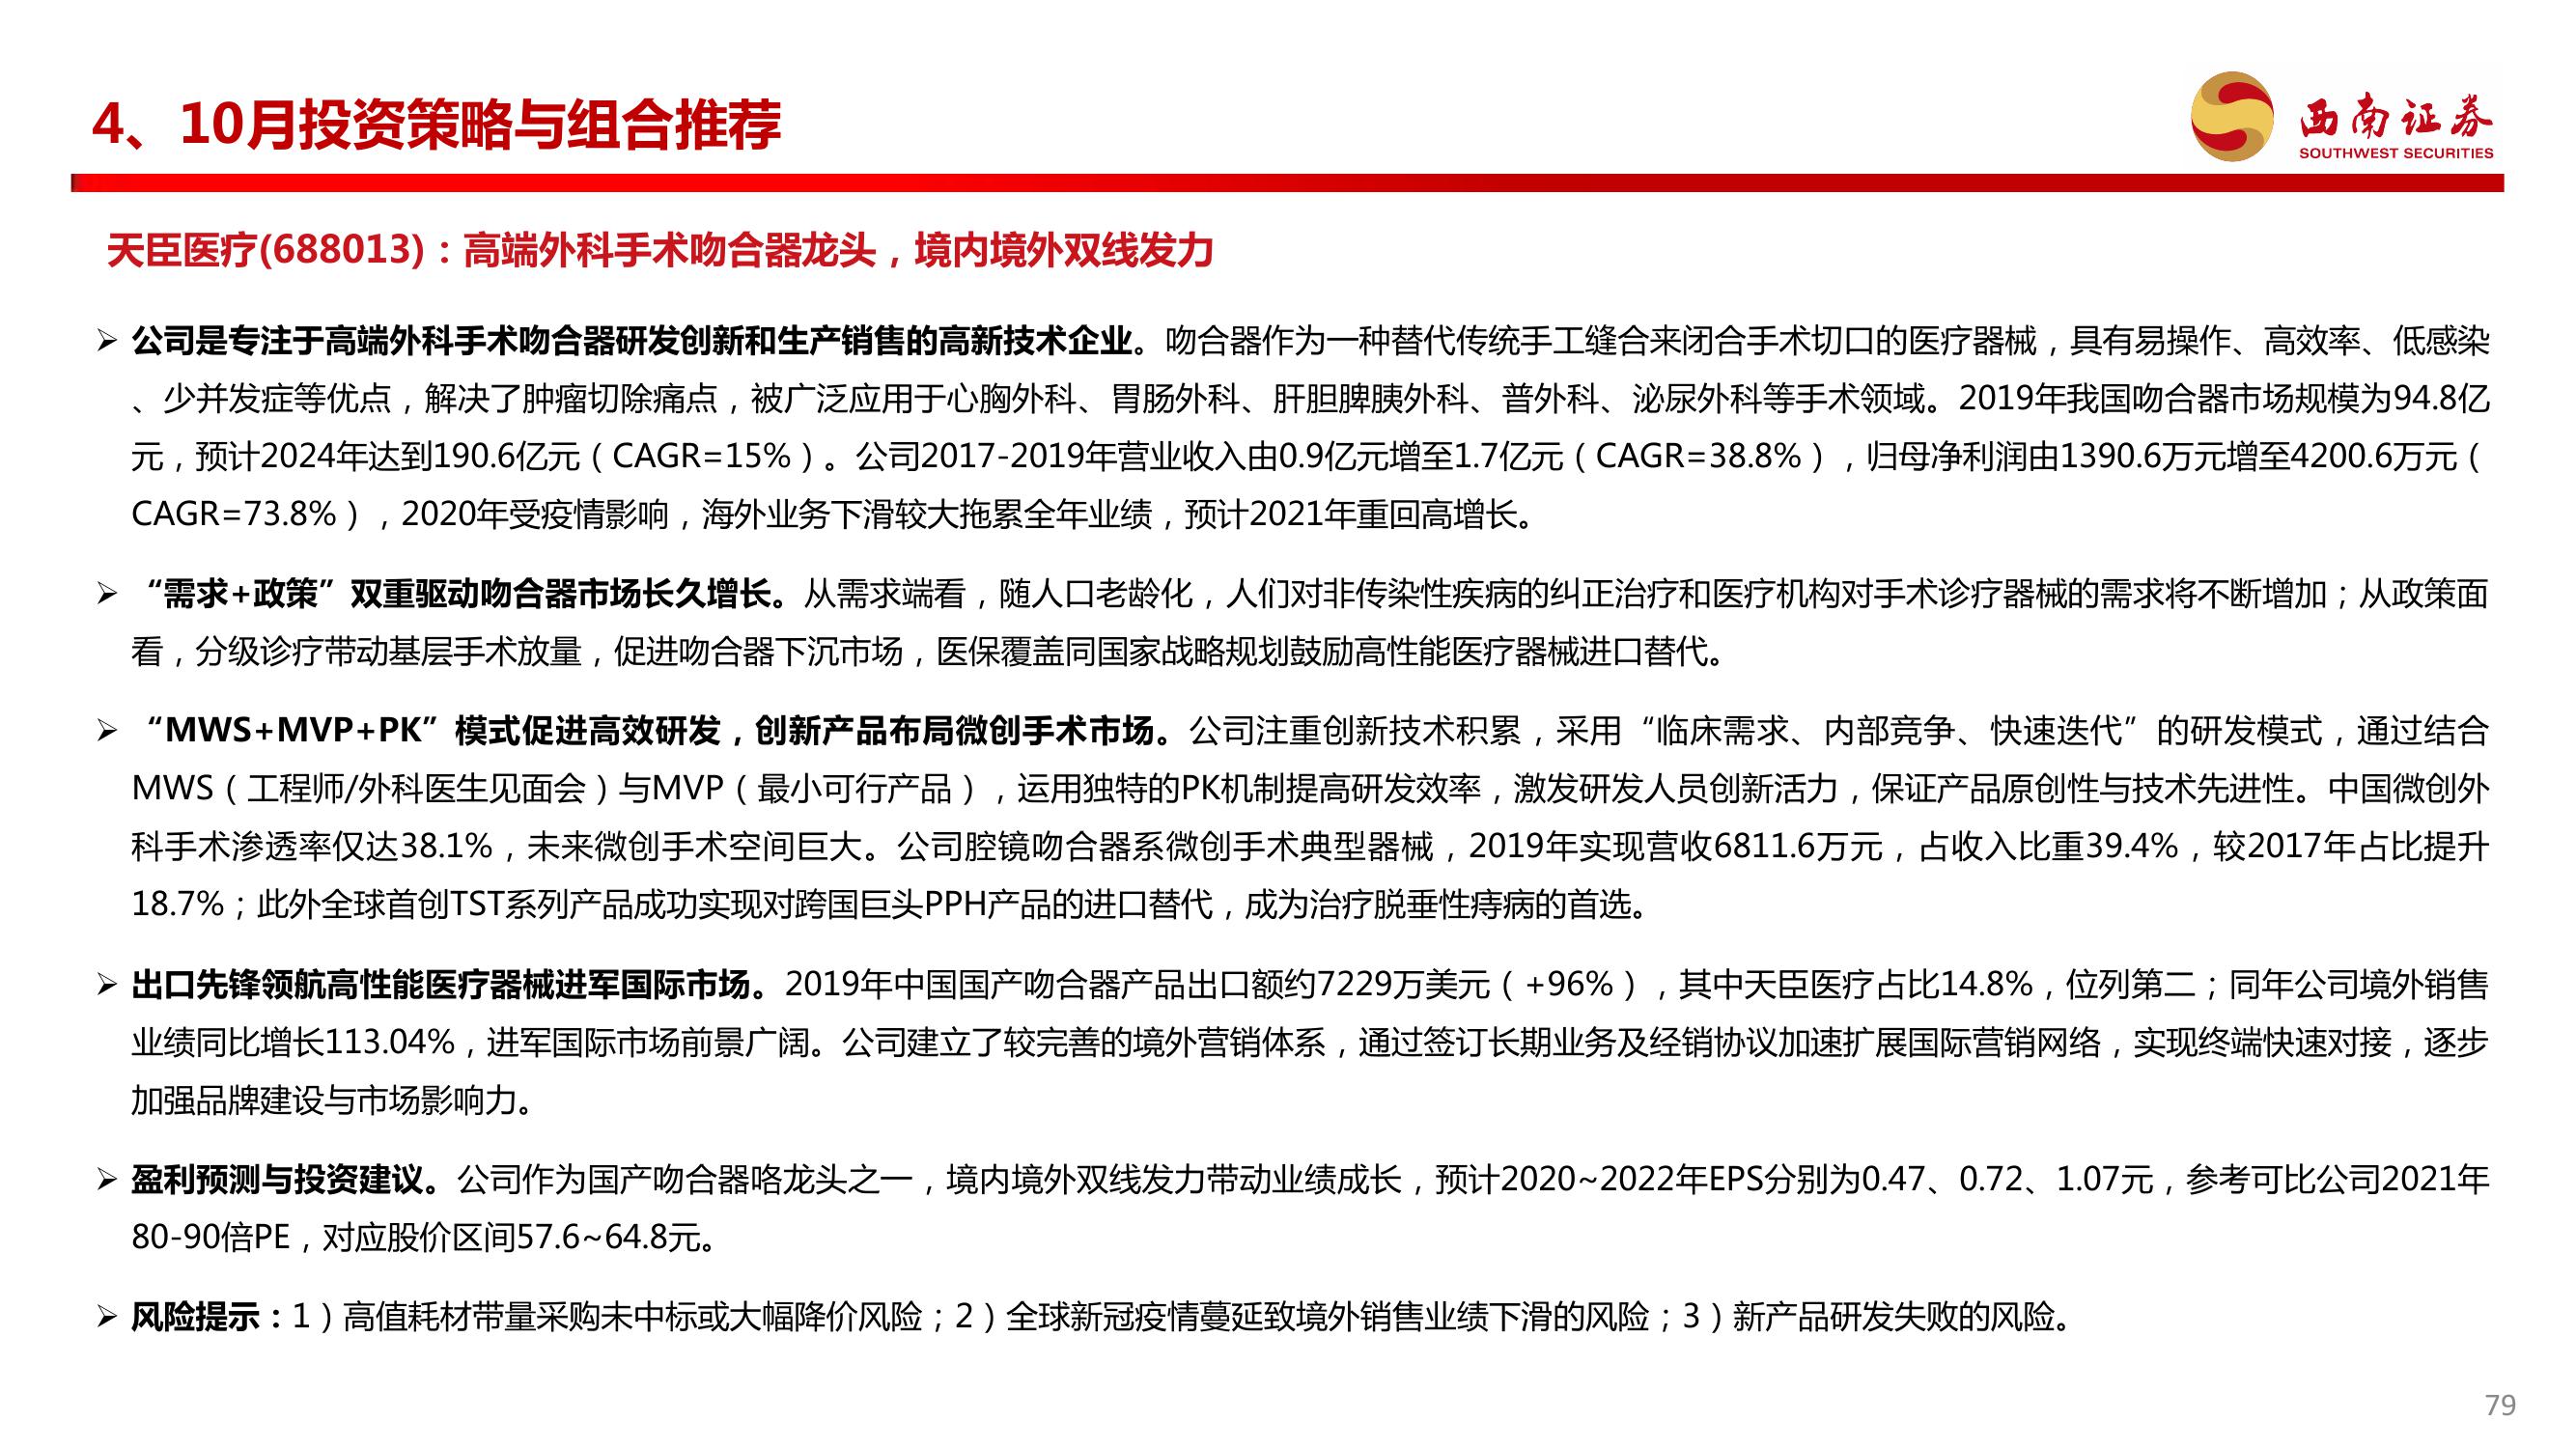 4、10月投资策略与组合推荐
西南证券
SOUTHWEST SECURITIES
天臣医疗(688013)：高端外科手术吻合器龙头，境内境外双线发力
➢ 公司是专注于高端外科手术吻合器研发创新和生产销售的高新技术企业。吻合器作为一种替代传统手工缝合来闭合手术切口的医疗器械，具有易操作、高效率、低感染
、少并发症等优点，解决了肿瘤切除痛点，被广泛应用于心胸外科、胃肠外科、肝胆脾胰外科、普外科、泌尿外科等手术领域。2019年我国吻合器市场规模为94.8亿
元，预计2024年达到190.6亿元（CAGR=15%）。公司2017-2019年营业收入由0.9亿元增至1.7亿元（CAGR=38.8%），归母净利润由1390.6万元增至4200.6万元（
CAGR=73.8%），2020年受疫情影响，海外业务下滑较大拖累全年业绩，预计2021年重回高增长。
➢ “需求+政策”双重驱动吻合器市场长久增长。从需求端看，随人口老龄化，人们对非传染性疾病的纠正治疗和医疗机构对手术诊疗器械的需求将不断增加；从政策面
看，分级诊疗带动基层手术放量，促进吻合器下沉市场，医保覆盖同国家战略规划鼓励高性能医疗器械进口替代。
➢ “MWS+MVP+PK”模式促进高效研发，创新产品布局微创手术市场。公司注重创新技术积累，采用“临床需求、内部竞争、快速迭代”的研发模式，通过结合
MWS（工程师/外科医生见面会）与MVP（最小可行产品），运用独特的PK机制提高研发效率，激发研发人员创新活力，保证产品原创性与技术先进性。中国微创外
科手术渗透率仅达38.1%，未来微创手术空间巨大。公司腔镜吻合器系微创手术典型器械，2019年实现营收6811.6万元，占收入比重39.4%，较2017年占比提升
18.7%；此外全球首创TST系列产品成功实现对跨国巨头PPH产品的进口替代，成为治疗脱垂性痔病的首选。
➢ 出口先锋领航高性能医疗器械进军国际市场。2019年中国国产吻合器产品出口额约7229万美元（+96%），其中天臣医疗占比14.8%，位列第二；同年公司境外销售
业绩同比增长113.04%，进军国际市场前景广阔。公司建立了较完善的境外营销体系，通过签订长期业务及经销协议加速扩展国际营销网络，实现终端快速对接，逐步
加强品牌建设与市场影响力。
➢ 盈利预测与投资建议。公司作为国产吻合器咯龙头之一，境内境外双线发力带动业绩成长，预计2020~2022年EPS分别为0.47、0.72、1.07元，参考可比公司2021年
80-90倍PE，对应股价区间57.6~64.8元。
➢ 风险提示：1）高值耗材带量采购未中标或大幅降价风险；2）全球新冠疫情蔓延致境外销售业绩下滑的风险；3）新产品研发失败的风险。
79